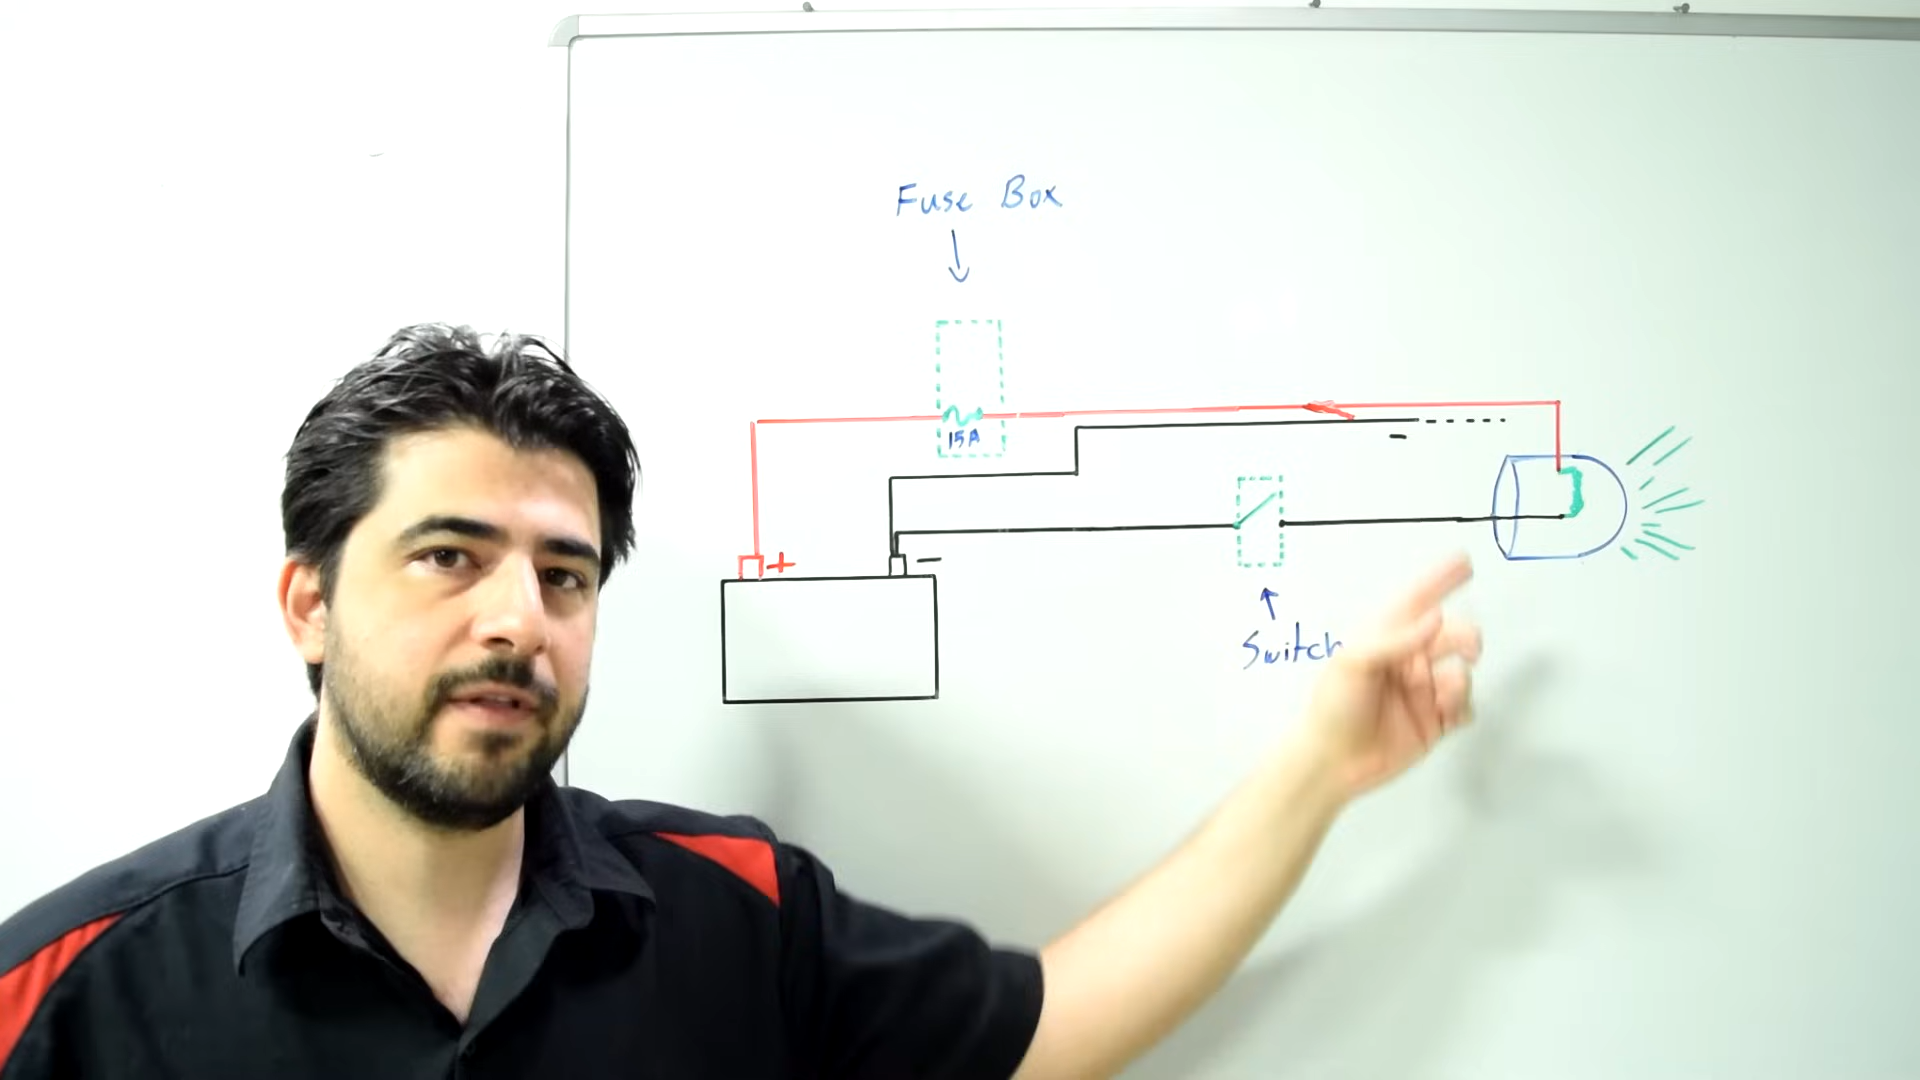 Fuse Box
15A
+
−
−
Switch